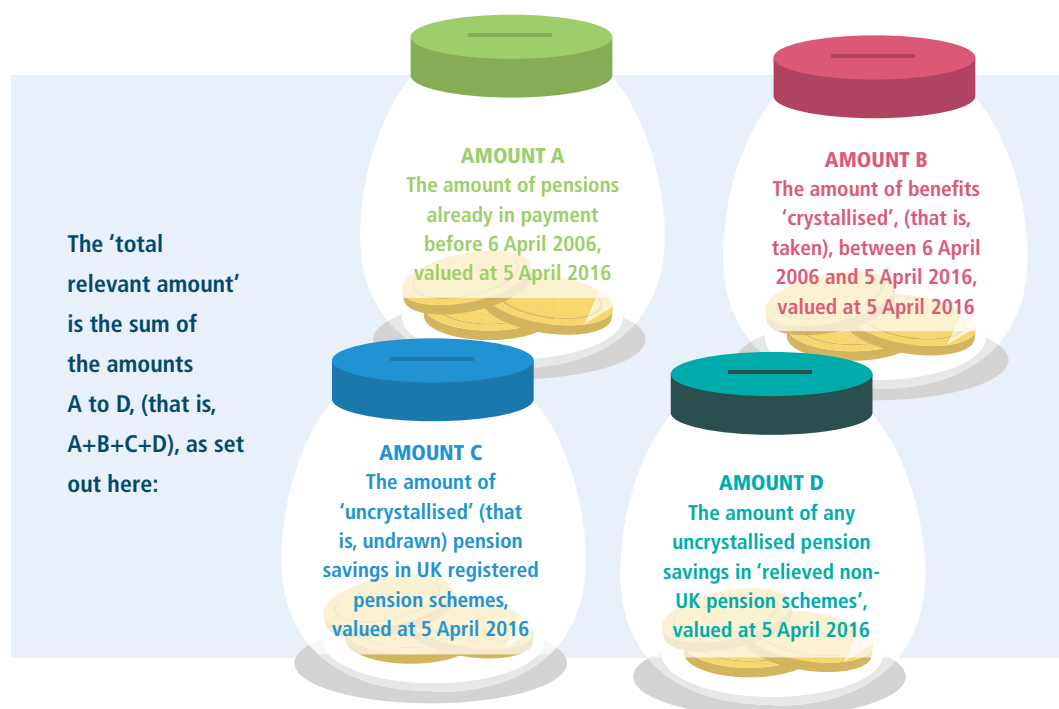 The ‘total
relevant amount’
is the sum of
the amounts
A to D, (that is,
A+B+C+D), as set
out here:
AMOUNT A
The amount of pensions
already in payment
before 6 April 2006,
valued at 5 April 2016
AMOUNT B
The amount of benefits
‘crystallised’, (that is,
taken), between 6 April
2006 and 5 April 2016,
valued at 5 April 2016
AMOUNT C
The amount of
‘uncrystallised’ (that
is, undrawn) pension
savings in UK registered
pension schemes,
valued at 5 April 2016
AMOUNT D
The amount of any
uncrystallised pension
savings in ‘relieved non-
UK pension schemes’,
valued at 5 April 2016